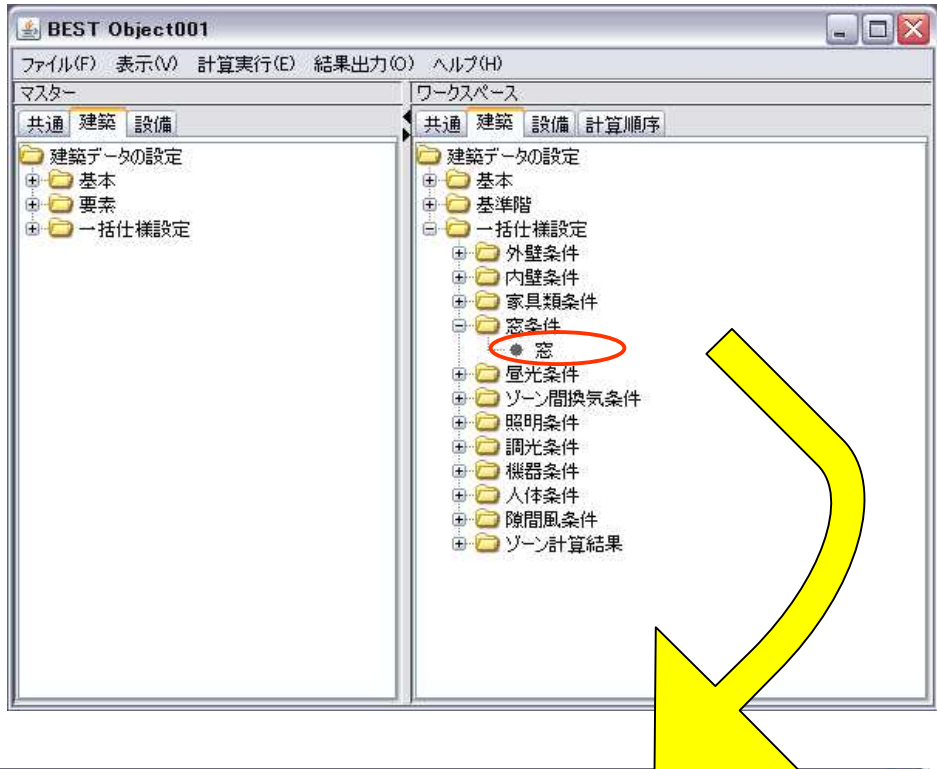 BEST Object001
ファイル(F) 表示(V) 計算実行(E) 結果出力(O) ヘルプ(H)
マスター
共通 建築 設備
建築データの設定
基本
要素
一括仕様設定
ワークスペース
共通 建築 設備 計算順序
建築データの設定
基本
基準階
一括仕様設定
外壁条件
内壁条件
家具類条件
窓条件
窓
昼光条件
ゾーン間換気条件
照明条件
調光条件
機器条件
人体条件
隙間風条件
ゾーン計算結果